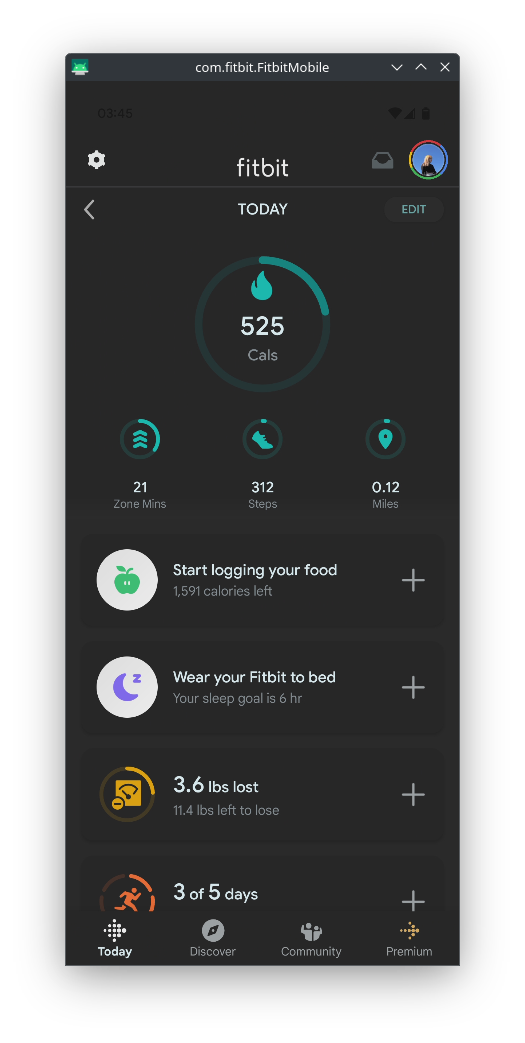 com.fitbit.FitbitMobile
03:45
fitbit
TODAY
EDIT
525
Cals
21
Zone Mins
312
Steps
0.12
Miles
Start logging your food
1,591 calories left
Wear your Fitbit to bed
Your sleep goal is 6 hr
z
3.6 lbs lost
11.4 lbs left to lose
3 of 5 days
Today
Discover
Community
Premium